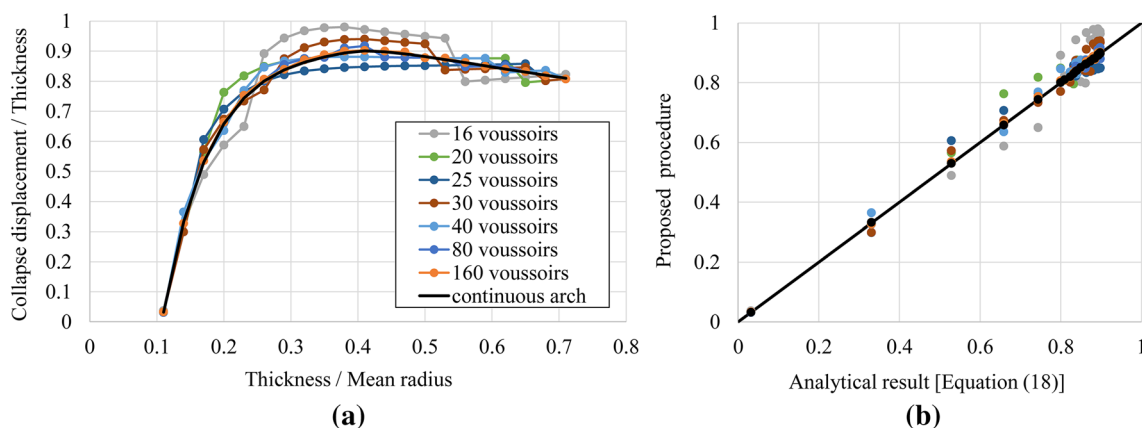 Collapse displacement / Thickness
1
0.9
0.8
0.7
0.6
0.5
0.4
0.3
0.2
0.1
0
0 0.1 0.2 0.3 0.4 0.5 0.6 0.7 0.8
Thickness / Mean radius
16 voussoirs
20 voussoirs
25 voussoirs
30 voussoirs
40 voussoirs
80 voussoirs
160 voussoirs
continuous arch
(a)
Proposed procedure
1
0.8
0.6
0.4
0.2
0
0 0.2 0.4 0.6 0.8 1
Analytical result [Equation (18)]
(b)